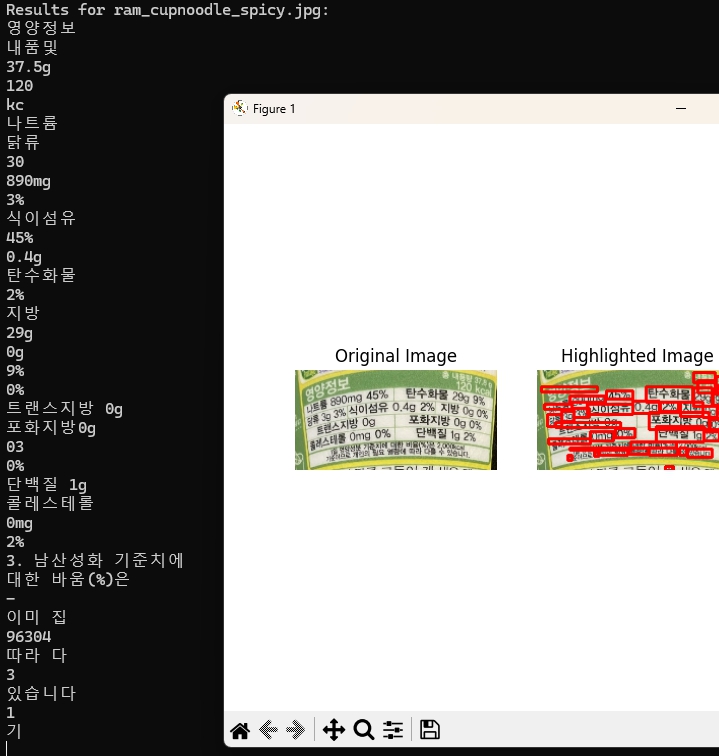 Results for ram_cupnoodle_spicy.jpg:
영양정보
내품및
37.5g
120
kc
나트륨
닭류
30
890mg
3%
식이섬유
45%
0.4g
탄수화물
2%
지방
29g
0g
9%
0%
트랜스지방 0g
포화지방0g
03
0%
단백질 1g
콜레스테롤
0mg
2%
3. 남산성화 기준치에
대한 바움(%)은
-
이미 집
96304
따라 다
3
있습니다
1
기
Figure 1
Original Image
영양정보
120 kcal
나트륨 890mg 45% 탄수화물 29g 9%
당류 3g 3% 식이섬유 0.4g 2% 지방 0g 0%
트랜스지방 0g 포화지방 0g 0%
콜레스테롤 0mg 0% 단백질 1g 2%
Highlighted Image